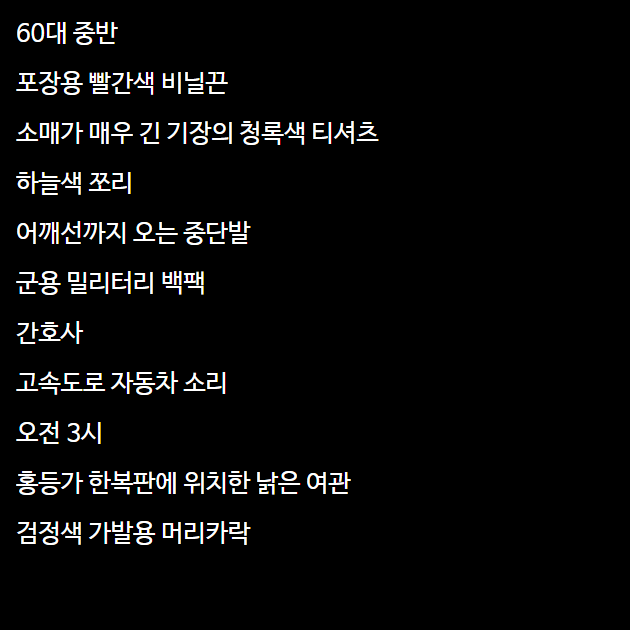 60대 중반
포장용 빨간색 비닐끈
소매가 매우 긴 기장의 청록색 티셔츠
하늘색 쪼리
어깨선까지 오는 중단발
군용 밀리터리 백팩
간호사
고속도로 자동차 소리
오전 3시
홍등가 한복판에 위치한 낡은 여관
검정색 가발용 머리카락